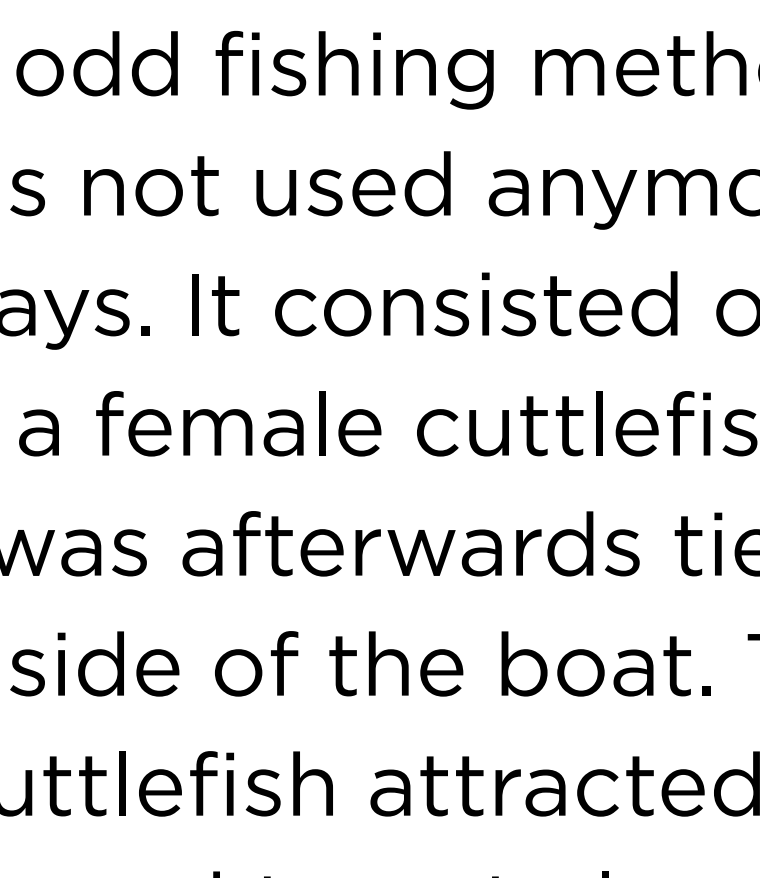 odd fishing meth
s not used anym
ays. It consisted o
a female cuttlefis
was afterwards tie
side of the boat. T
uttlefish attracted